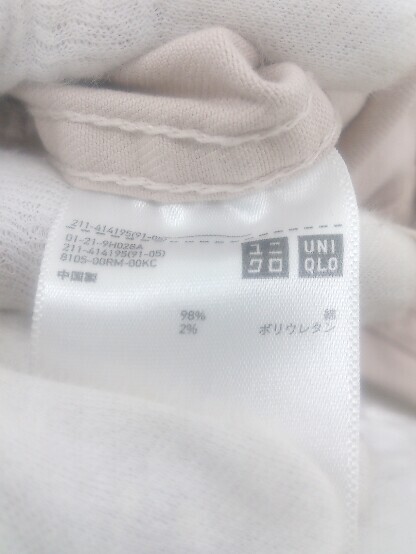 211-414195(91-05)
01-21-9H028A
211-414195(91-05)
8105-00RM-00KC
中国製
ユニ
クロ
UNI
QLO
98% 綿
2% ポリウレタン